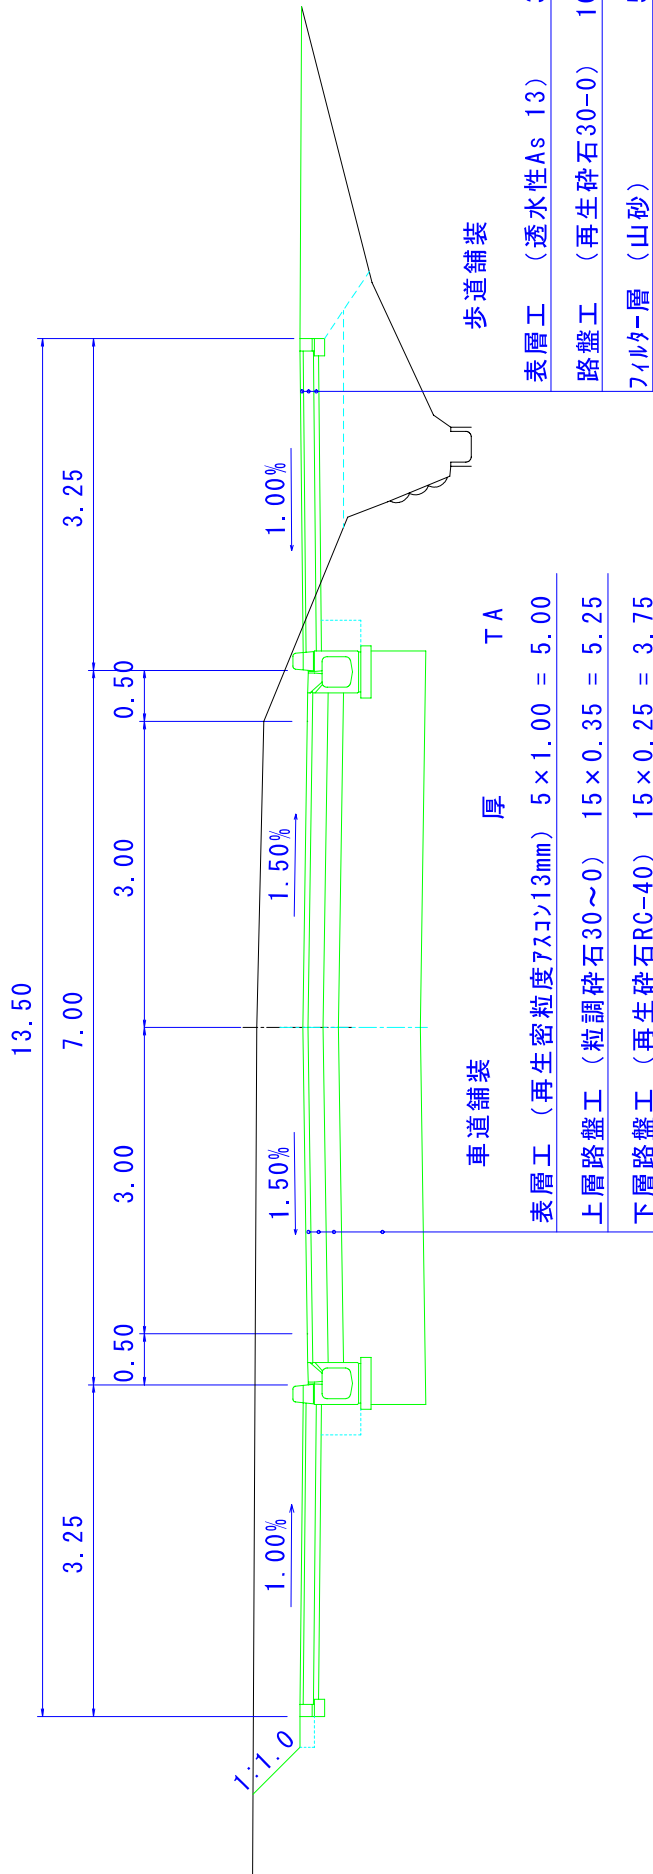 13.50
3.25
7.00
3.25
0.50
3.00
3.00
0.50
1:1.0
1.00%
1.50%
1.50%
1.00%
車道舗装
厚
TA
表層工 (再生密粒度アスコン13mm) 5×1.00 = 5.00
上層路盤工 (粒調砕石30~0) 15×0.35 = 5.25
下層路盤工 (再生砕石RC-40) 15×0.25 = 3.75
歩道舗装
表層工 (透水性As 13)
路盤工 (再生砕石30-0)
フィルター層 (山砂)